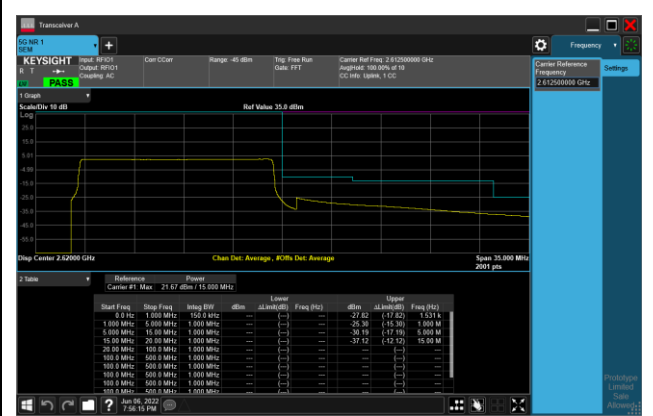 Transceiver A
5G NR 1
SEM
Frequency
KEYSIGHT
Input: RFIO1
Output: RFIO1
Coupling: AC
Corr CCorr
Range: -45 dBm
Trig: Free Run
Gate: FFT
Carrier Ref Freq: 2.612500000 GHz
Avg|Hold: 100.00% of 10
CC Info: Uplink, 1 CC
R T
PASS
Carrier Reference
Frequency
2.612500000 GHz
Settings
1 Graph
Scale/Div 10 dB
Ref Value 35.0 dBm
Log
25.0
15.0
5.01
-4.99
-15.0
-25.0
-35.0
-45.0
-55.0
Disp Center 2.62000 GHz
Chan Det: Average , #Offs Det: Average
Span 35.000 MHz
2001 pts
2 Table
Reference Power
Carrier #1 Max 21.67 dBm / 15.000 MHz
Lower Upper
Start Freq Stop Freq Integ BW dBm ΔLimit(dB) Freq (Hz) dBm ΔLimit(dB) Freq (Hz)
0.0 Hz 1.000 MHz 150.0 kHz --- (---) --- -27.82 (-17.82) 1.531 k
1.000 MHz 5.000 MHz 1.000 MHz --- (---) --- -25.30 (-15.30) 1.000 M
5.000 MHz 15.00 MHz 1.000 MHz --- (---) --- -30.19 (-17.19) 5.000 M
15.00 MHz 20.00 MHz 1.000 MHz --- (---) --- -37.12 (-12.12) 15.00 M
20.00 MHz 100.0 MHz 1.000 MHz --- (---) --- --- (---) ---
100.0 MHz 500.0 MHz 1.000 MHz --- (---) --- --- (---) ---
100.0 MHz 500.0 MHz 1.000 MHz --- (---) --- --- (---) ---
100.0 MHz 500.0 MHz 1.000 MHz --- (---) --- --- (---) ---
100.0 MHz 500.0 MHz 1.000 MHz --- (---) --- --- (---) ---
100.0 MHz 500.0 MHz 1.000 MHz --- (---) --- --- (---) ---
Prototype
Limited
Sale
Allowed
Jun 06, 2022
7:56:15 PM